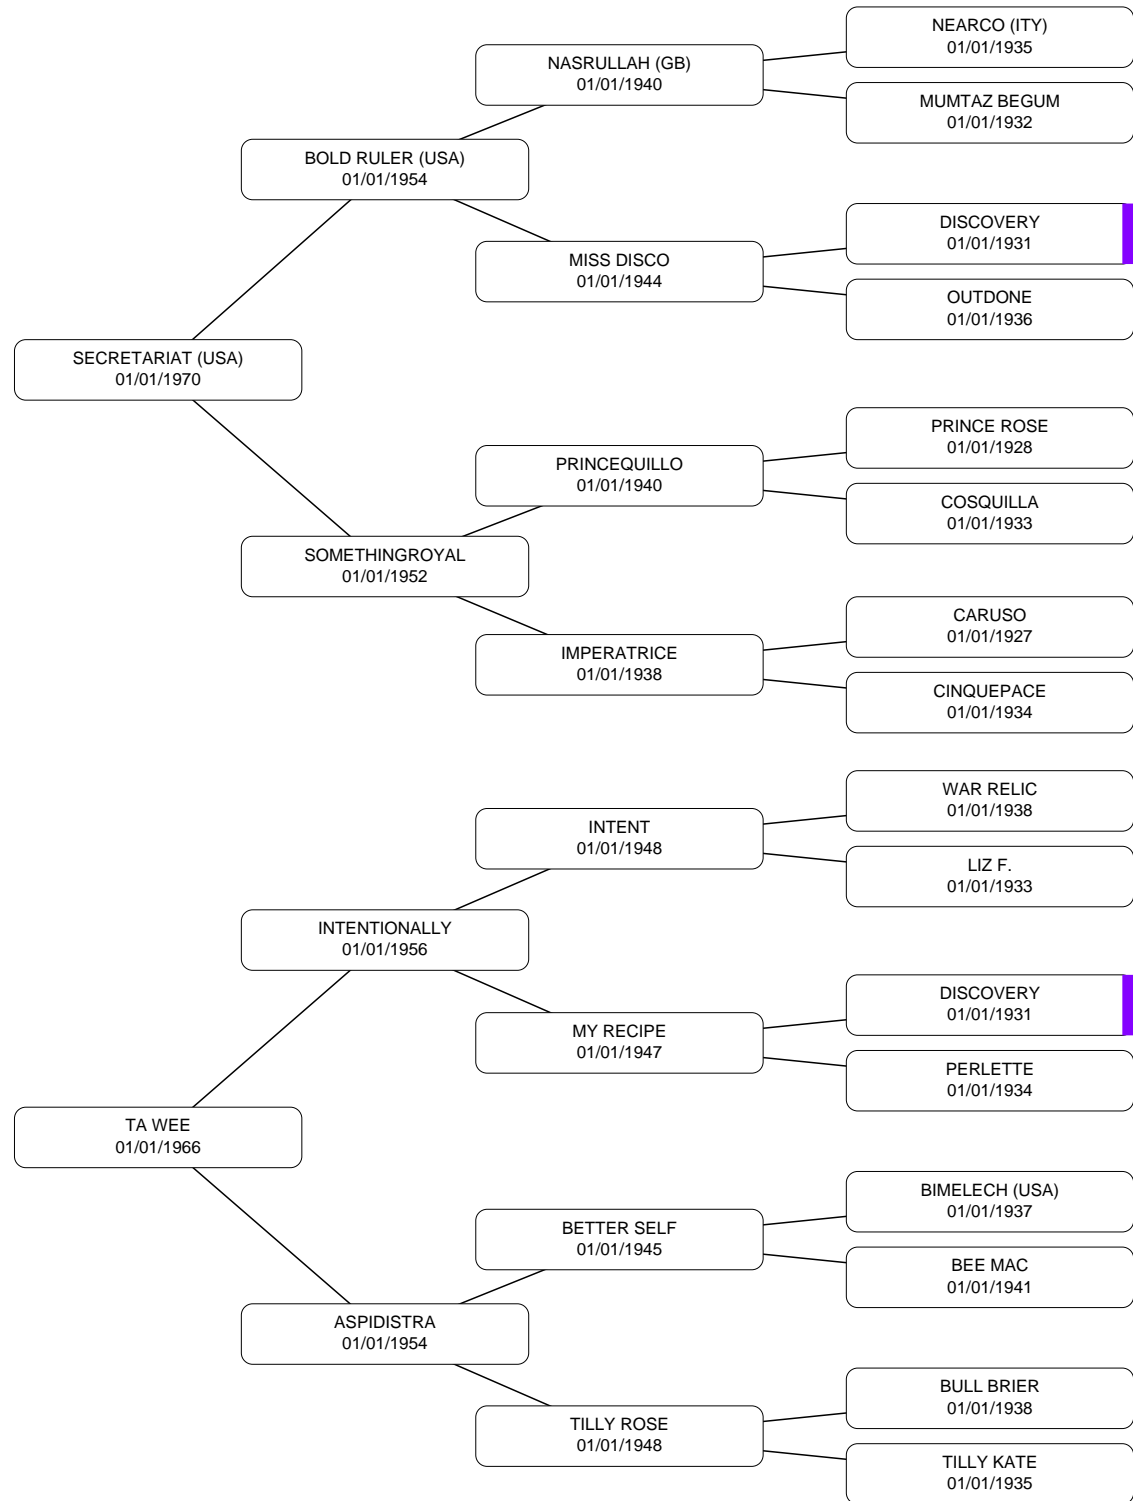 NEARCO (ITY)
01/01/1935
NASRULLAH (GB)
01/01/1940
MUMTAZ BEGUM
01/01/1932
BOLD RULER (USA)
01/01/1954
DISCOVERY
01/01/1931
MISS DISCO
01/01/1944
OUTDONE
01/01/1936
SECRETARIAT (USA)
01/01/1970
PRINCE ROSE
01/01/1928
PRINCEQUILLO
01/01/1940
COSQUILLA
01/01/1933
SOMETHINGROYAL
01/01/1952
CARUSO
01/01/1927
IMPERATRICE
01/01/1938
CINQUEPACE
01/01/1934
WAR RELIC
01/01/1938
INTENT
01/01/1948
LIZ F.
01/01/1933
INTENTIONALLY
01/01/1956
DISCOVERY
01/01/1931
MY RECIPE
01/01/1947
PERLETTE
01/01/1934
TA WEE
01/01/1966
BIMELECH (USA)
01/01/1937
BETTER SELF
01/01/1945
BEE MAC
01/01/1941
ASPIDISTRA
01/01/1954
BULL BRIER
01/01/1938
TILLY ROSE
01/01/1948
TILLY KATE
01/01/1935